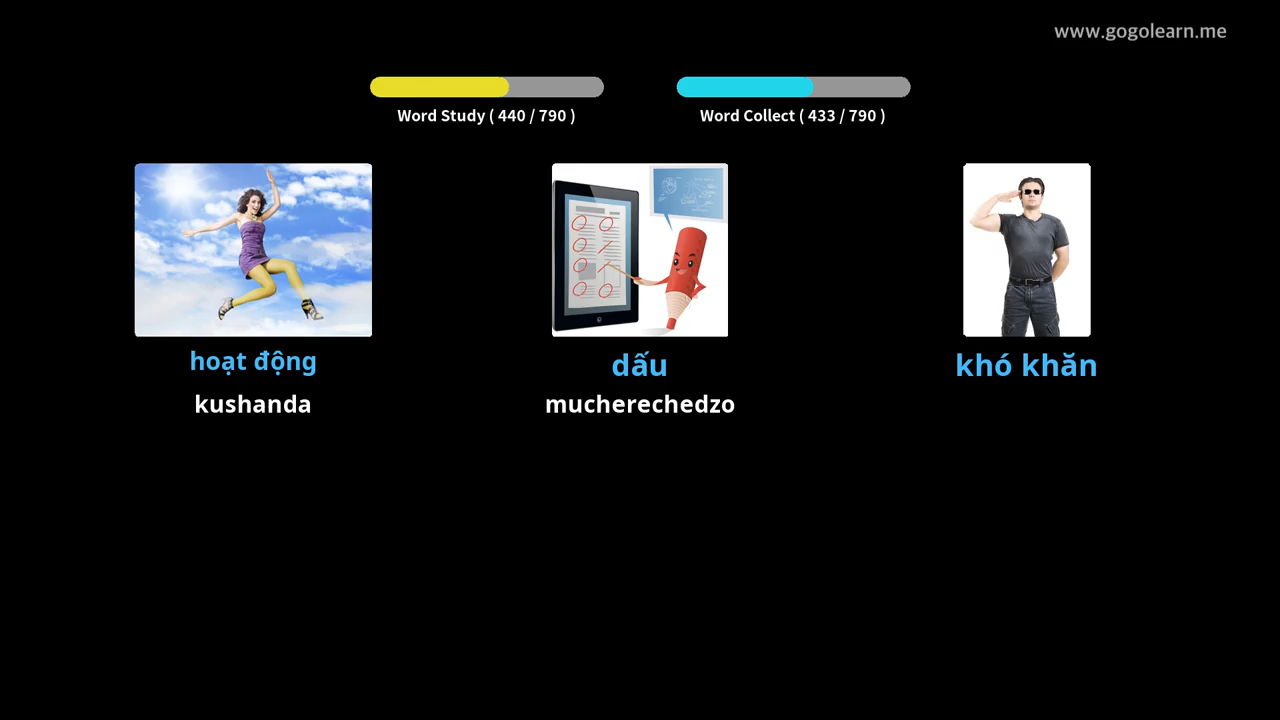 www.gogolearn.me
Word Study ( 440 / 790 )
Word Collect ( 433 / 790 )
hoạt động
dấu
khó khăn
kushanda
mucherechedzo